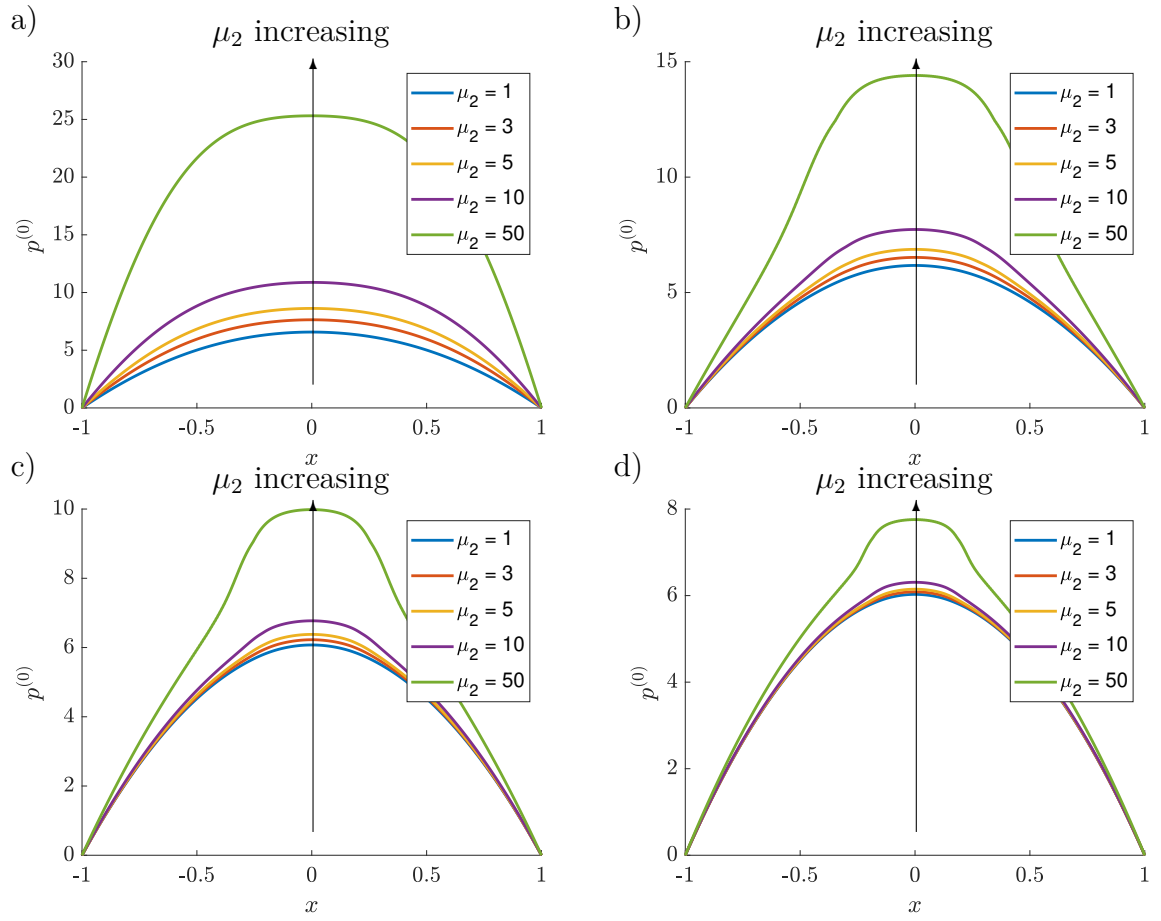 a)
μ₂ increasing
30
25
20
15
10
5
0
p⁽⁰⁾
-1 -0.5 0 0.5 1
x
μ₂ = 1
μ₂ = 3
μ₂ = 5
μ₂ = 10
μ₂ = 50
b)
μ₂ increasing
15
10
5
0
p⁽⁰⁾
-1 -0.5 0 0.5 1
x
μ₂ = 1
μ₂ = 3
μ₂ = 5
μ₂ = 10
μ₂ = 50
c)
μ₂ increasing
10
8
6
4
2
0
p⁽⁰⁾
-1 -0.5 0 0.5 1
x
μ₂ = 1
μ₂ = 3
μ₂ = 5
μ₂ = 10
μ₂ = 50
d)
μ₂ increasing
8
6
4
2
0
p⁽⁰⁾
-1 -0.5 0 0.5 1
x
μ₂ = 1
μ₂ = 3
μ₂ = 5
μ₂ = 10
μ₂ = 50